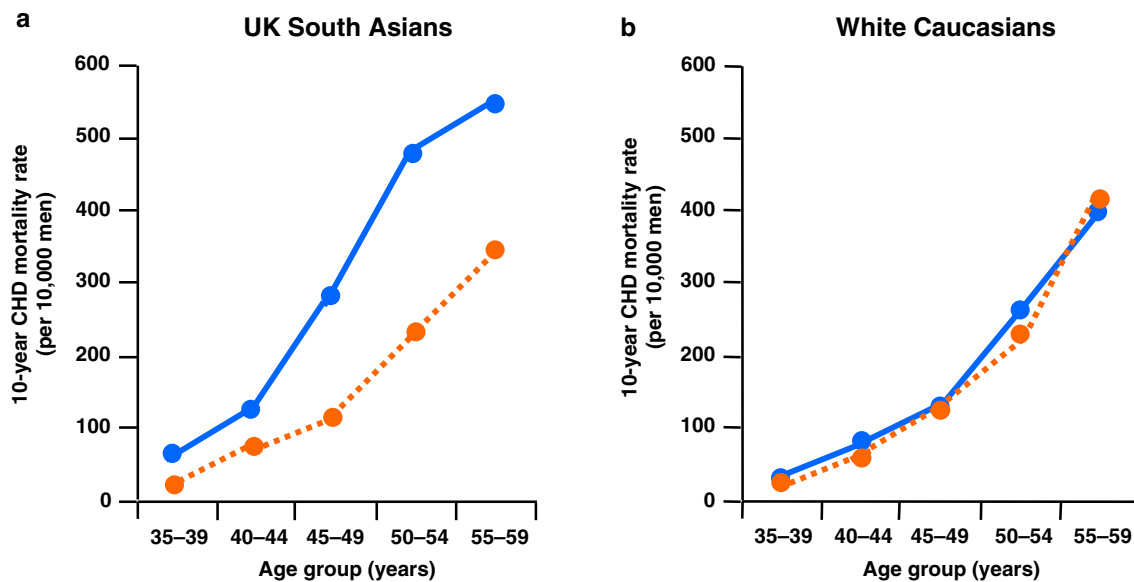 a
UK South Asians
10-year CHD mortality rate
(per 10,000 men)
600
500
400
300
200
100
0
35–39 40–44 45–49 50–54 55–59
Age group (years)
b
White Caucasians
10-year CHD mortality rate
(per 10,000 men)
600
500
400
300
200
100
0
35–39 40–44 45–49 50–54 55–59
Age group (years)